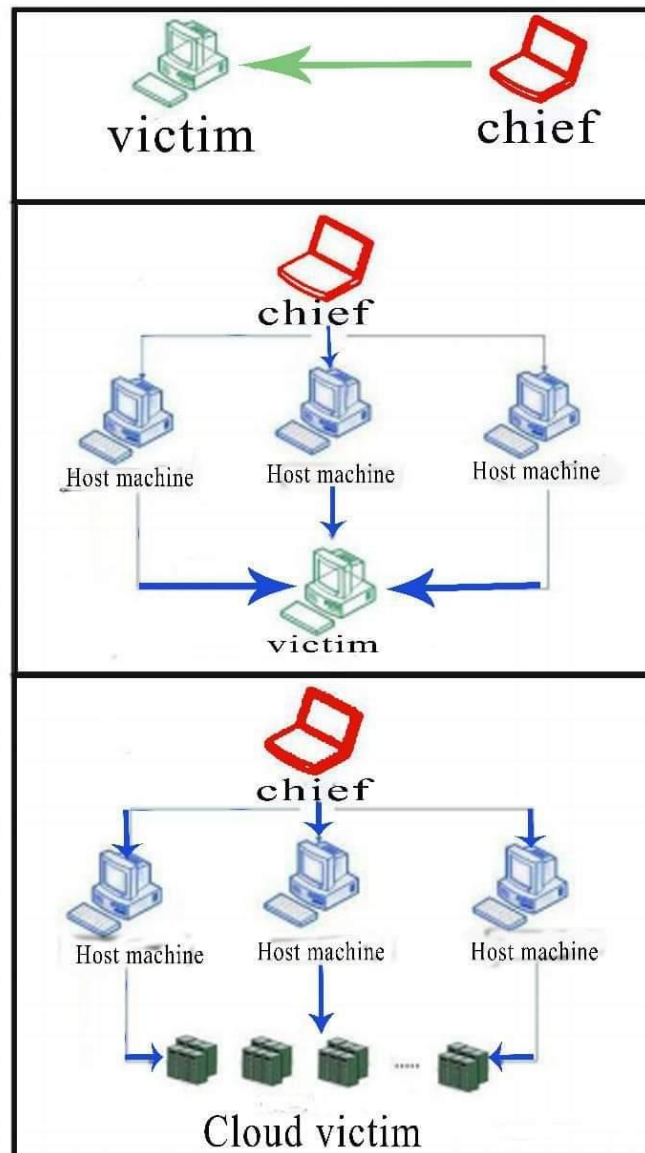 victim chief
chief
Host machine Host machine Host machine
victim
chief
Host machine Host machine Host machine
.....
Cloud victim